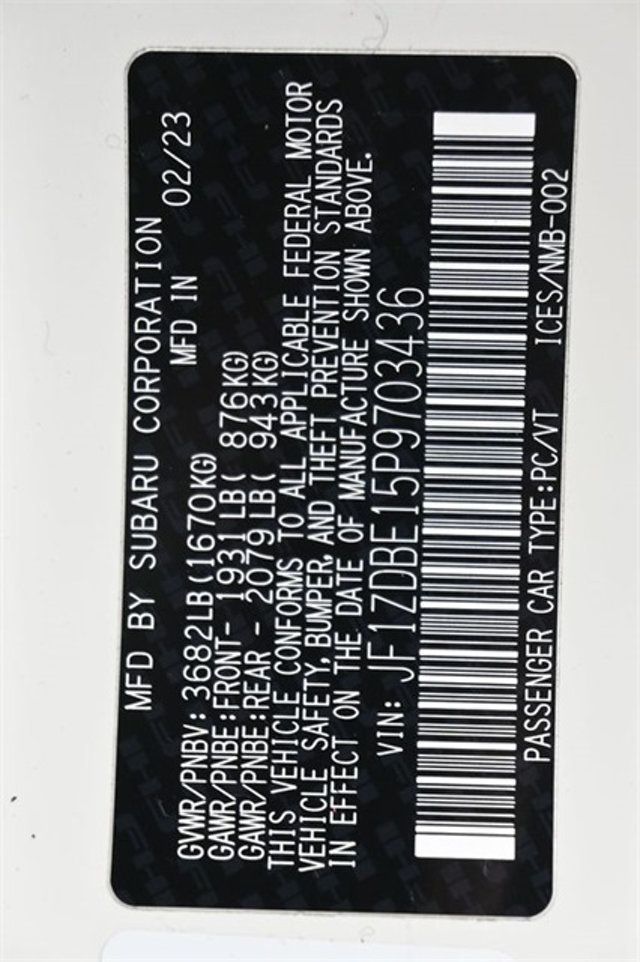 MFD BY SUBARU CORPORATION
MFD IN 02/23
GVWR/PNBV: 3682LB (1670KG)
GAWR/PNBE:FRONT- 1931LB ( 876KG)
GAWR/PNBE:REAR - 2079LB ( 943KG)
THIS VEHICLE CONFORMS TO ALL APPLICABLE FEDERAL MOTOR
VEHICLE SAFETY, BUMPER, AND THEFT PREVENTION STANDARDS
IN EFFECT ON THE DATE OF MANUFACTURE SHOWN ABOVE.
VIN: JF1ZDBE15P9703436
PASSENGER CAR TYPE:PC/VT ICES/NMB-002